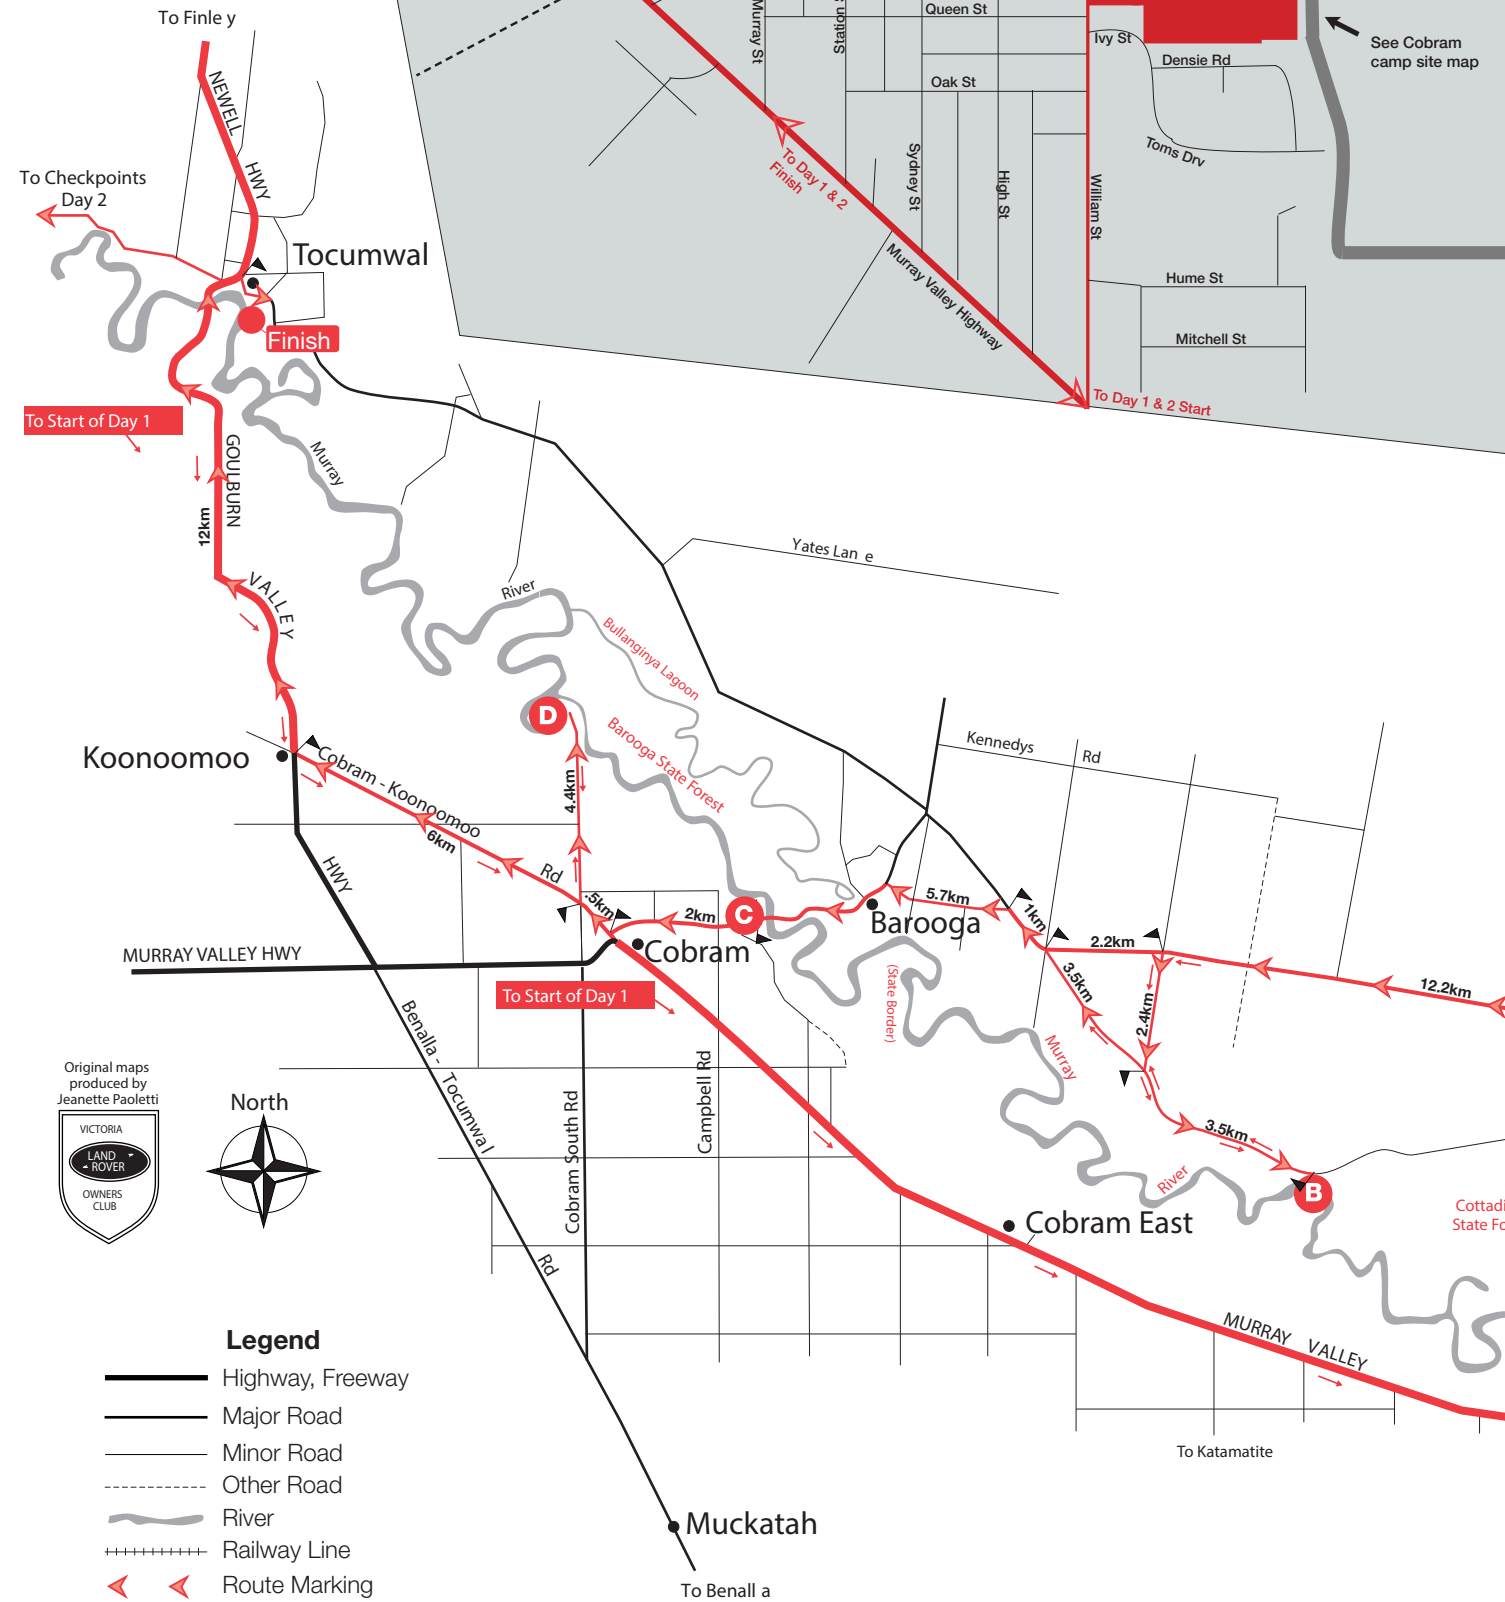 To Finle y
NEWELL
HWY
To Checkpoints
Day 2
Tocumwal
Finish
To Start of Day 1
GOULBURN
12km
VALLEY
Murray
River
Murray St
Station S
Queen St
Oak St
Ivy St
Densie Rd
Toms Drv
See Cobram
camp site map
To Day 1 & 2
Finish
Sydney St
High St
William St
Murray Valley Highway
Hume St
Mitchell St
To Day 1 & 2 Start
Yates Lan e
Bullanginya Lagoon
Barooga State Forest
D
4.4km
Koonoomoo
Cobram - Koonoomoo
Rd
6km
HWY
.5km
2km
C
Cobram
MURRAY VALLEY HWY
To Start of Day 1
Kennedys
Rd
5.7km
Barooga
1km
2.2km
12.2km
3.5km
2.4km
(State Border)
Murray
3.5km
River
B
Cottadi
State Fo
Benalla - Tocumwa l
Rd
Cobram South Rd
Campbell Rd
Cobram East
MURRAY VALLEY
To Katamatite
Muckatah
To Benall a
Original maps
produced by
Jeanette Paoletti
VICTORIA
LAND
ROVER
OWNERS
CLUB
North
Legend
Highway, Freeway
Major Road
Minor Road
Other Road
River
Railway Line
Route Marking